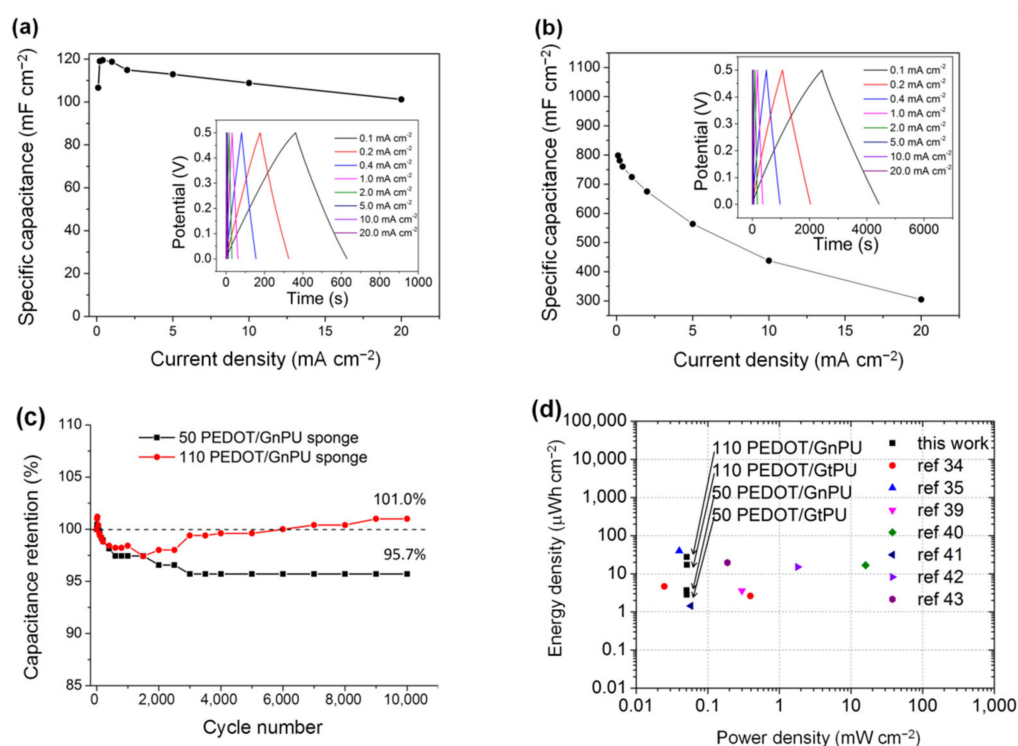 (a)
Specific capacitance (mF cm⁻²)
120
100
80
60
40
20
0
0
5
10
15
20
Current density (mA cm⁻²)
Potential (V)
0.5
0.4
0.3
0.2
0.1
0.0
0
200
400
600
800
1000
Time (s)
0.1 mA cm⁻²
0.2 mA cm⁻²
0.4 mA cm⁻²
1.0 mA cm⁻²
2.0 mA cm⁻²
5.0 mA cm⁻²
10.0 mA cm⁻²
20.0 mA cm⁻²
(b)
Specific capacitance (mF cm⁻²)
1100
1000
900
800
700
600
500
400
300
0
5
10
15
20
Current density (mA cm⁻²)
Potential (V)
0.5
0.4
0.3
0.2
0.1
0.0
0
2000
4000
6000
Time (s)
0.1 mA cm⁻²
0.2 mA cm⁻²
0.4 mA cm⁻²
1.0 mA cm⁻²
2.0 mA cm⁻²
5.0 mA cm⁻²
10.0 mA cm⁻²
20.0 mA cm⁻²
(c)
Capacitance retention (%)
110
105
100
95
90
85
50 PEDOT/GnPU sponge
110 PEDOT/GnPU sponge
101.0%
95.7%
0
2,000
4,000
6,000
8,000
10,000
Cycle number
(d)
Energy density (μWh cm⁻²)
100,000
10,000
1,000
100
10
1
0.1
0.01
110 PEDOT/GnPU
110 PEDOT/GtPU
50 PEDOT/GnPU
50 PEDOT/GtPU
this work
ref 34
ref 35
ref 39
ref 40
ref 41
ref 42
ref 43
0.01
0.1
1
10
100
1,000
Power density (mW cm⁻²)